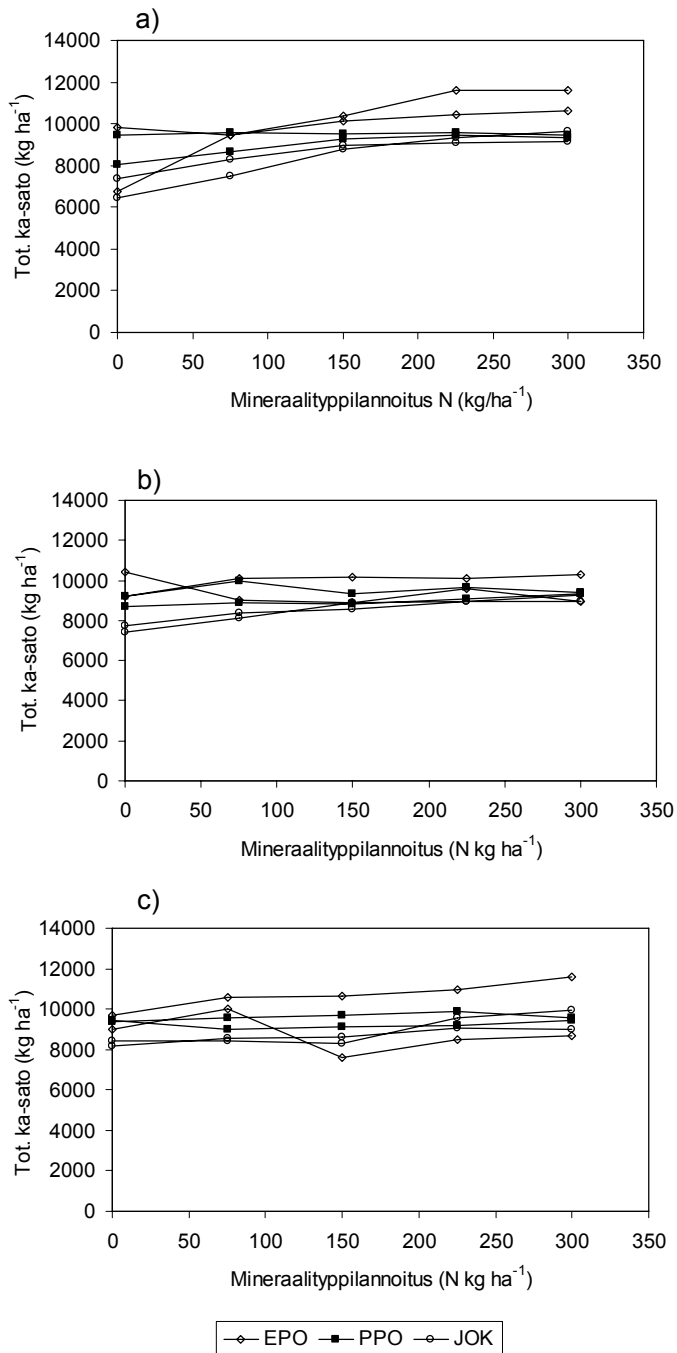 a)
14000
12000
10000
8000
6000
4000
2000
0
Tot. ka-sato (kg ha⁻¹)
0 50 100 150 200 250 300 350
Mineraalityppilannoitus N (kg/ha⁻¹)
b)
14000
12000
10000
8000
6000
4000
2000
0
Tot. ka-sato (kg ha⁻¹)
0 50 100 150 200 250 300 350
Mineraalityppilannoitus (N kg ha⁻¹)
c)
14000
12000
10000
8000
6000
4000
2000
0
Tot. ka-sato (kg ha⁻¹)
0 50 100 150 200 250 300 350
Mineraalityppilannoitus (N kg ha⁻¹)
EPO PPO JOK